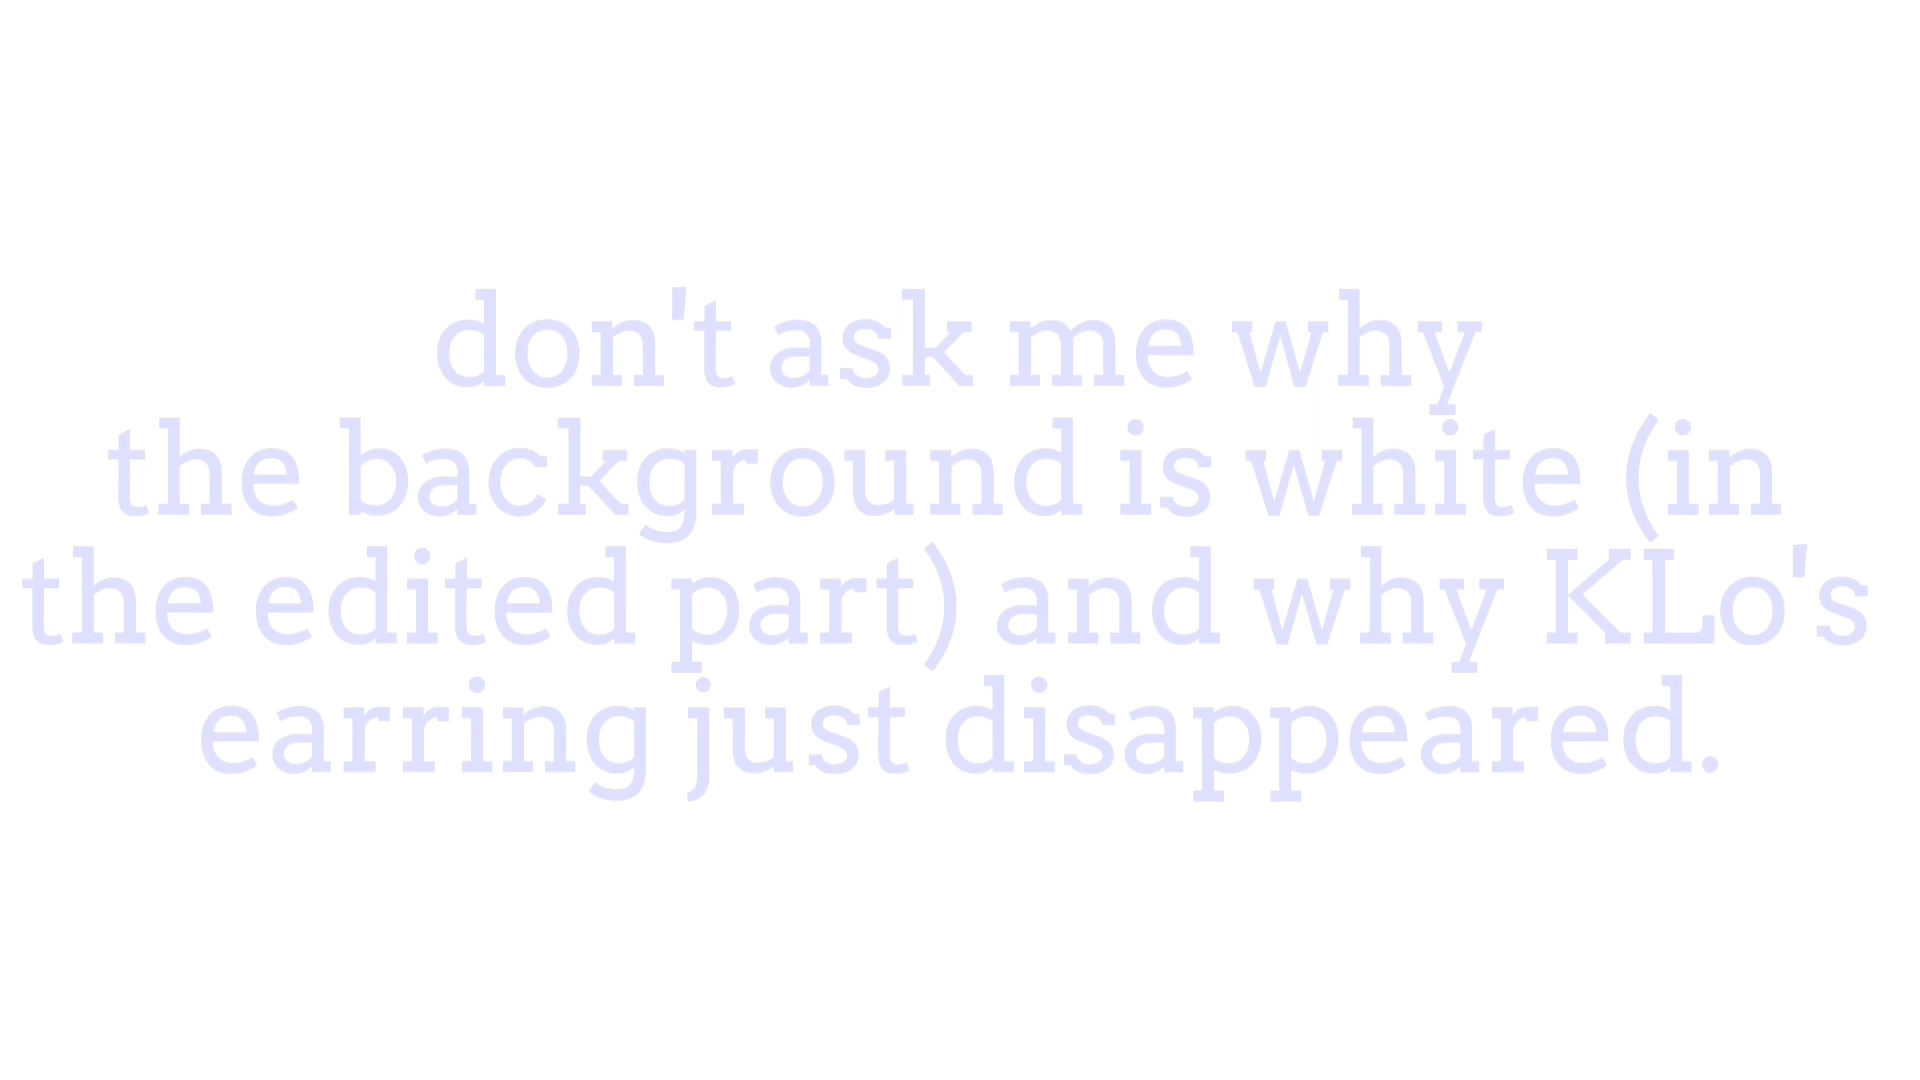 don't ask me why
the background is white (in
the edited part) and why KLo's
earring just disappeared.